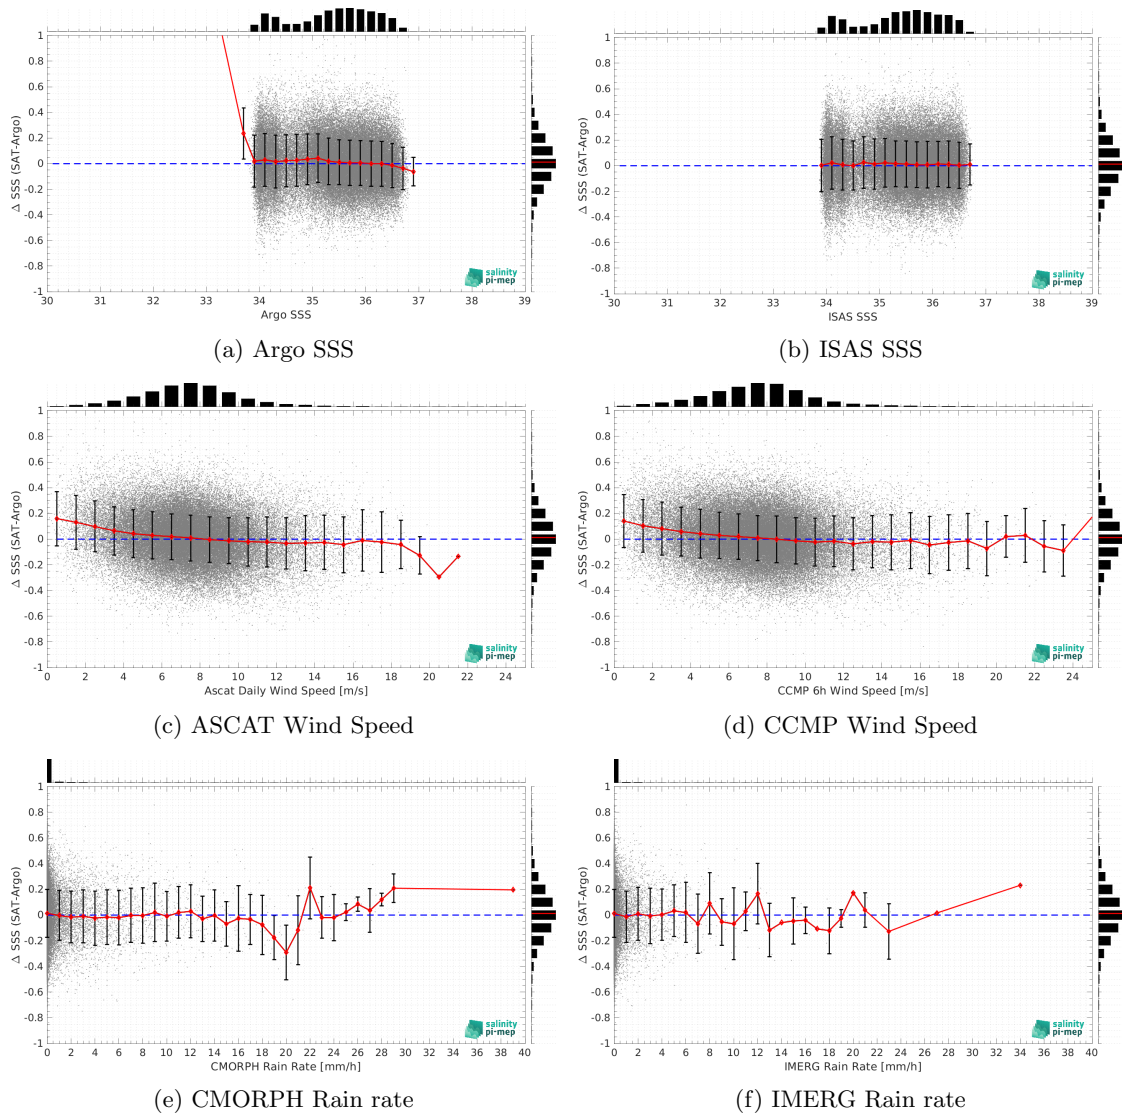 1
0.8
0.6
0.4
0.2
0
-0.2
-0.4
-0.6
-0.8
-1
Δ SSS (SAT-Argo)
30 31 32 33 34 35 36 37 38 39
Argo SSS
salinity
pi-mep
(a) Argo SSS
1
0.8
0.6
0.4
0.2
0
-0.2
-0.4
-0.6
-0.8
-1
Δ SSS (SAT-Argo)
30 31 32 33 34 35 36 37 38 39
ISAS SSS
salinity
pi-mep
(b) ISAS SSS
1
0.8
0.6
0.4
0.2
0
-0.2
-0.4
-0.6
-0.8
-1
Δ SSS (SAT-Argo)
0 2 4 6 8 10 12 14 16 18 20 22 24
Ascat Daily Wind Speed [m/s]
salinity
pi-mep
(c) ASCAT Wind Speed
1
0.8
0.6
0.4
0.2
0
-0.2
-0.4
-0.6
-0.8
-1
Δ SSS (SAT-Argo)
0 2 4 6 8 10 12 14 16 18 20 22 24
CCMP 6h Wind Speed [m/s]
salinity
pi-mep
(d) CCMP Wind Speed
1
0.8
0.6
0.4
0.2
0
-0.2
-0.4
-0.6
-0.8
-1
Δ SSS (SAT-Argo)
0 2 4 6 8 10 12 14 16 18 20 22 24 26 28 30 32 34 36 38 40
CMORPH Rain Rate [mm/h]
salinity
pi-mep
(e) CMORPH Rain rate
1
0.8
0.6
0.4
0.2
0
-0.2
-0.4
-0.6
-0.8
-1
Δ SSS (SAT-Argo)
0 2 4 6 8 10 12 14 16 18 20 22 24 26 28 30 32 34 36 38 40
IMERG Rain Rate [mm/h]
salinity
pi-mep
(f) IMERG Rain rate